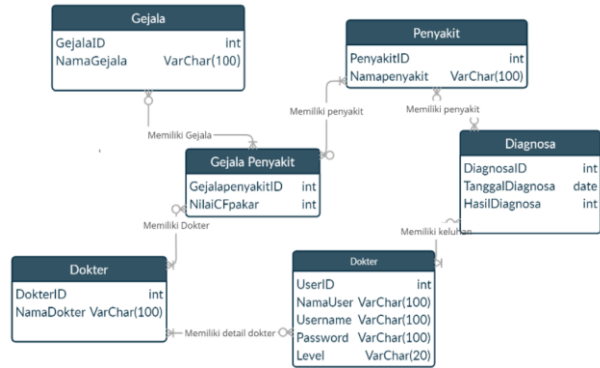 Gejala
GejalaID int
NamaGejala VarChar(100)
Penyakit
PenyakitID int
Namapenyakit VarChar(100)
Memiliki penyakit
Memiliki penyakit
Memiliki Gejala
Diagnosa
DiagnosaID int
TanggalDiagnosa date
HasilDiagnosa int
Gejala Penyakit
GejalapenyakitID int
NilaiCFpakar int
Memiliki Dokter
Memiliki keluhan
Dokter
DokterID int
NamaDokter VarChar(100)
Dokter
UserID int
NamaUser VarChar(100)
Username VarChar(100)
Password VarChar(100)
Level VarChar(20)
Memiliki detail dokter